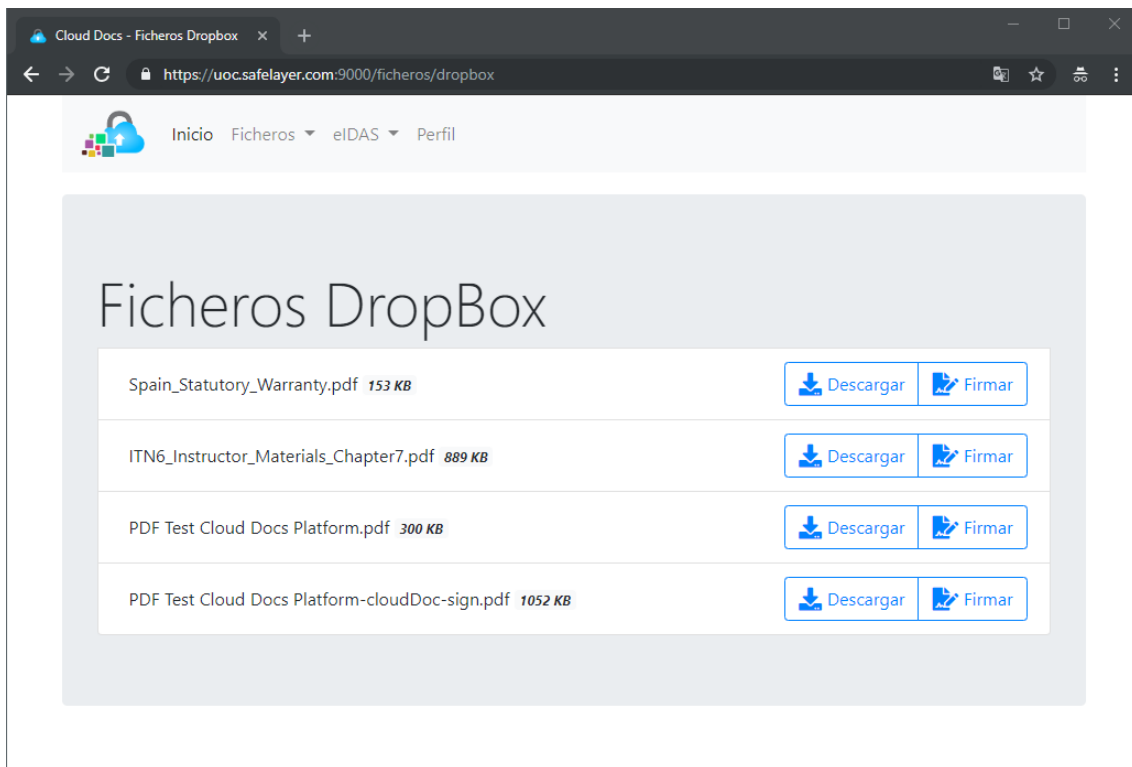 Cloud Docs - Ficheros Dropbox
https://uoc.safelayer.com:9000/ficheros/dropbox
Inicio Ficheros eIDAS Perfil
Ficheros DropBox
Spain_Statutory_Warranty.pdf 153 KB Descargar Firmar
ITN6_Instructor_Materials_Chapter7.pdf 889 KB Descargar Firmar
PDF Test Cloud Docs Platform.pdf 300 KB Descargar Firmar
PDF Test Cloud Docs Platform-cloudDoc-sign.pdf 1052 KB Descargar Firmar